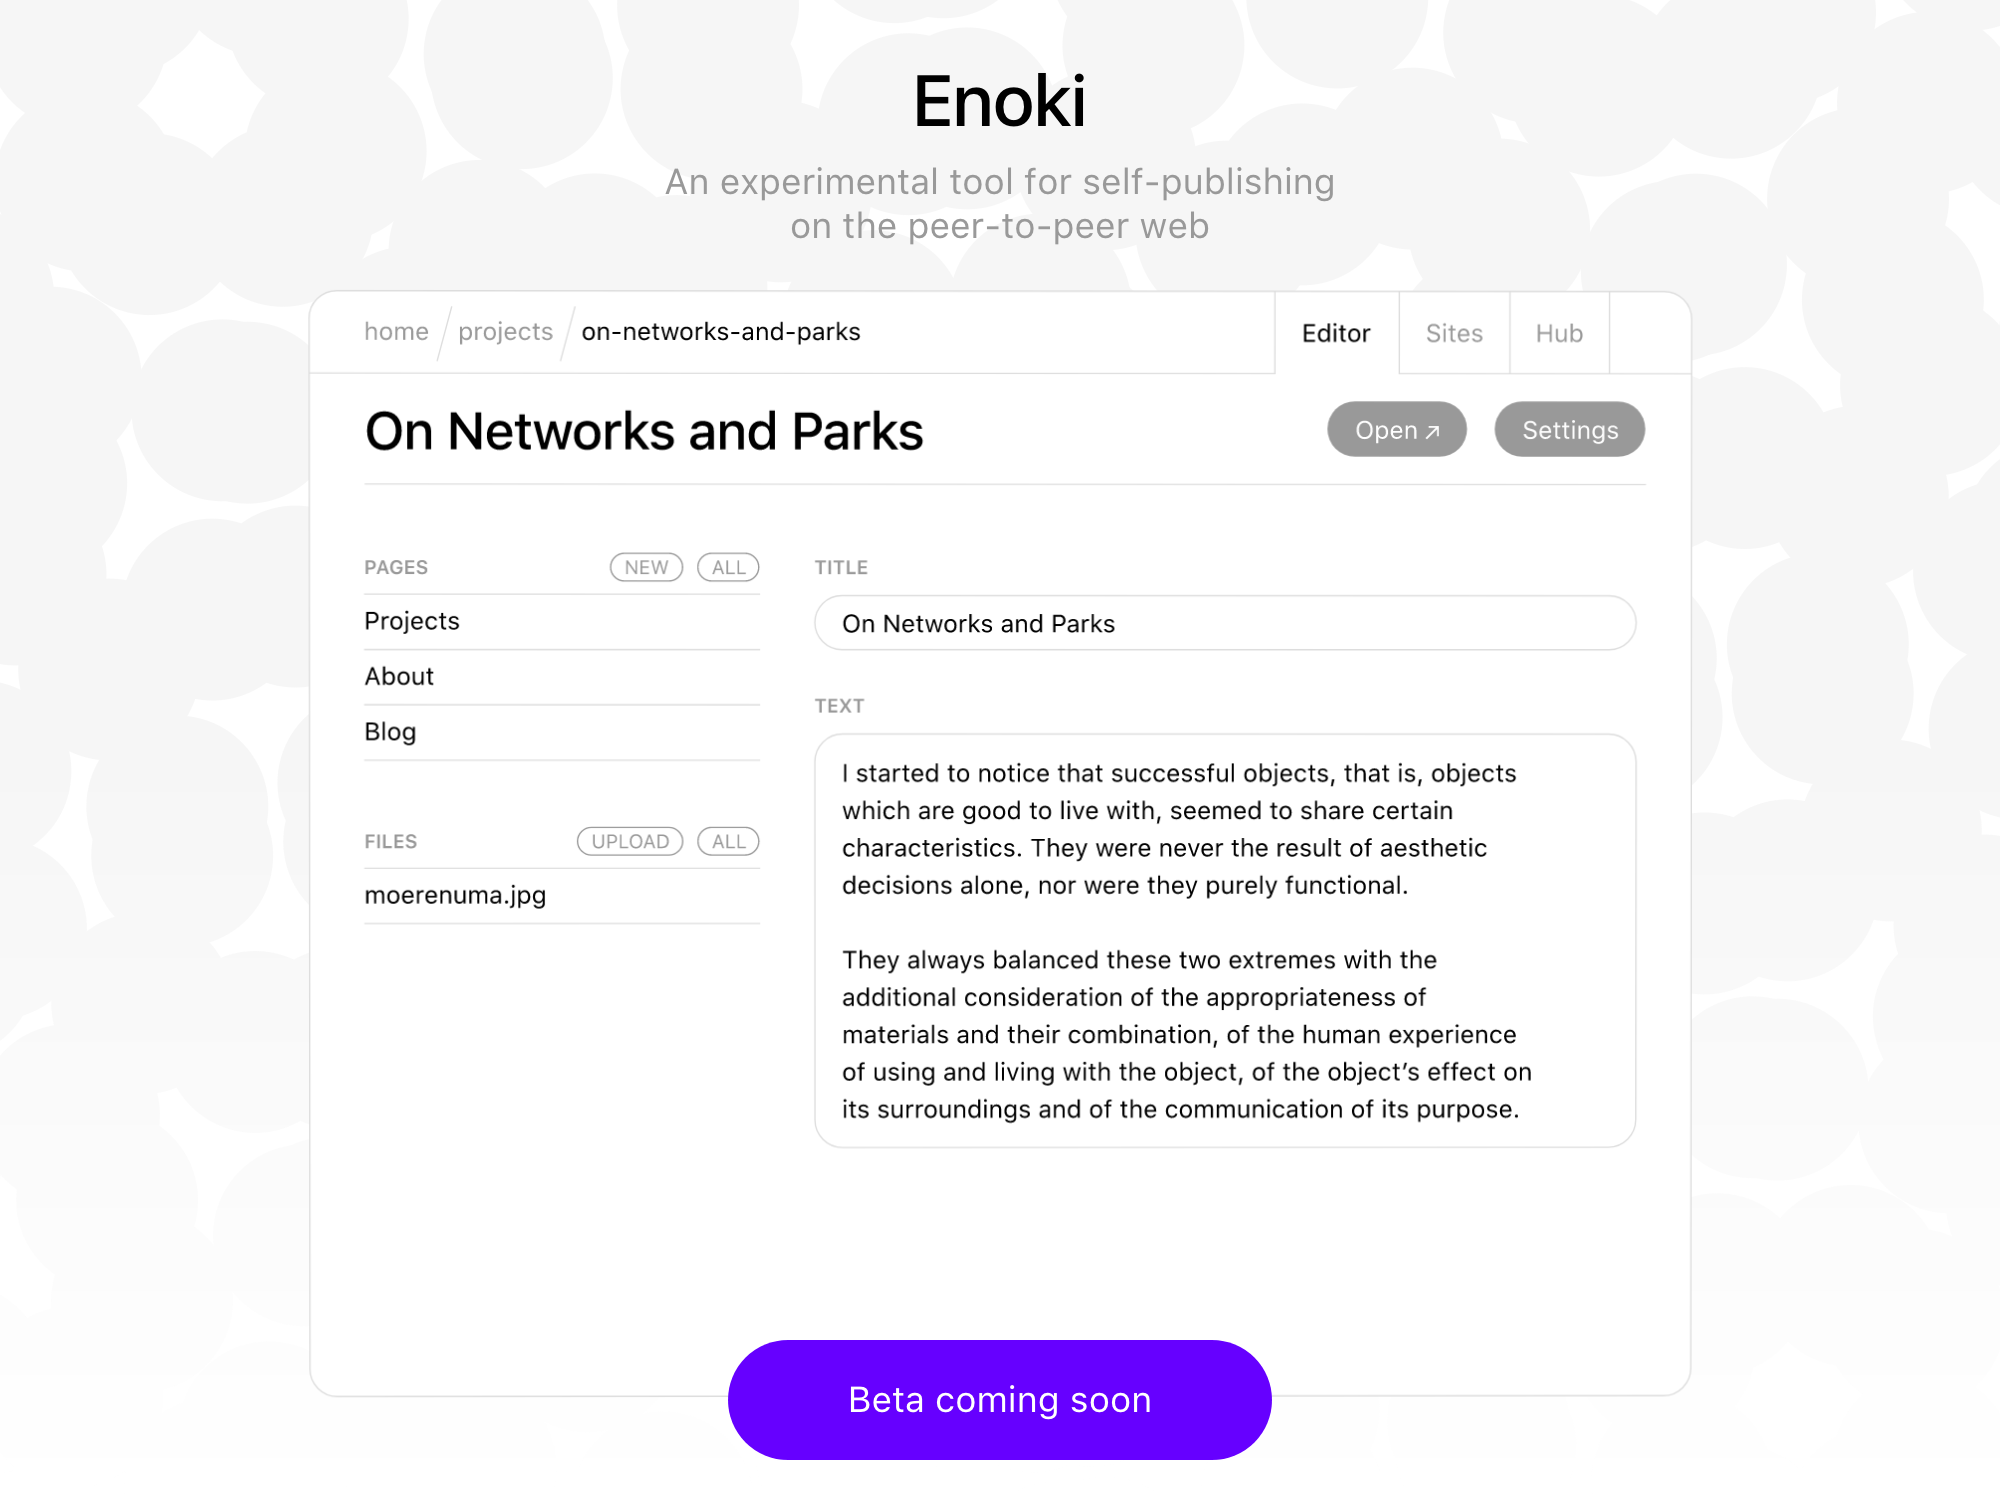 Enoki
An experimental tool for self-publishing
on the peer-to-peer web
home / projects / on-networks-and-parks
Editor
Sites
Hub
On Networks and Parks
Open ↗
Settings
PAGES
NEW
ALL
Projects
About
Blog
FILES
UPLOAD
ALL
moerenuma.jpg
TITLE
On Networks and Parks
TEXT
I started to notice that successful objects, that is, objects
which are good to live with, seemed to share certain
characteristics. They were never the result of aesthetic
decisions alone, nor were they purely functional.
They always balanced these two extremes with the
additional consideration of the appropriateness of
materials and their combination, of the human experience
of using and living with the object, of the object’s effect on
its surroundings and of the communication of its purpose.
Beta coming soon